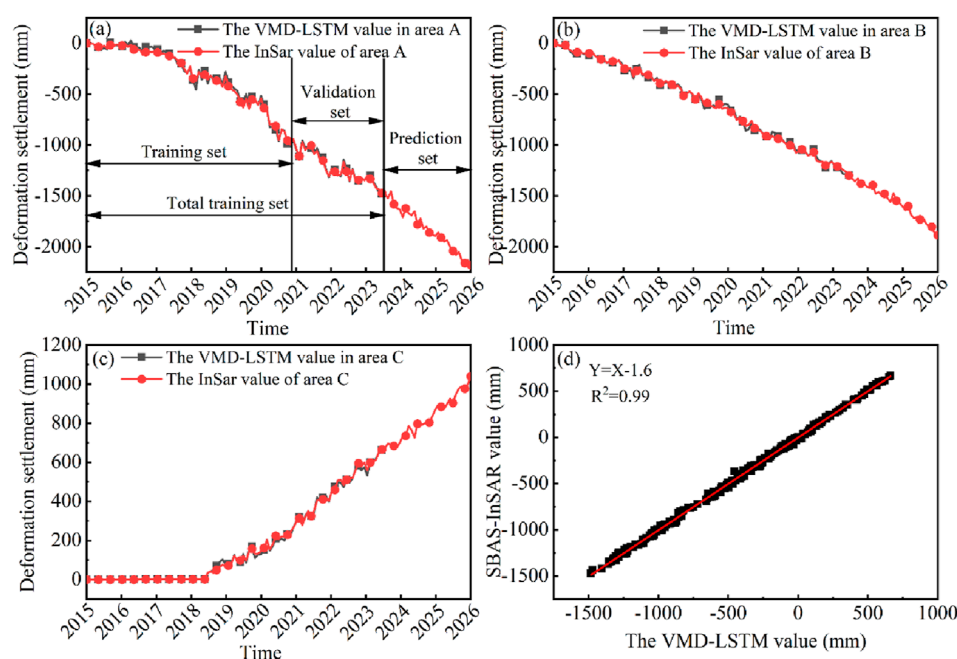 (a)
The VMD-LSTM value in area A
The InSar value of area A
Validation set
Prediction set
Training set
Total training set
Deformation settlement (mm)
0
-500
-1000
-1500
-2000
2015
2016
2017
2018
2019
2020
2021
2022
2023
2024
2025
2026
Time
(b)
The VMD-LSTM value in area B
The InSar value of area B
Deformation settlement (mm)
0
-500
-1000
-1500
-2000
2015
2016
2017
2018
2019
2020
2021
2022
2023
2024
2025
2026
Time
(c)
The VMD-LSTM value in area C
The InSar value of area C
Deformation settlement (mm)
1200
1000
800
600
400
200
0
2015
2016
2017
2018
2019
2020
2021
2022
2023
2024
2025
2026
Time
(d)
Y=X-1.6
R²=0.99
SBAS-InSAR value (mm)
1000
500
0
-500
-1000
-1500
-1500
-1000
-500
0
500
1000
The VMD-LSTM value (mm)